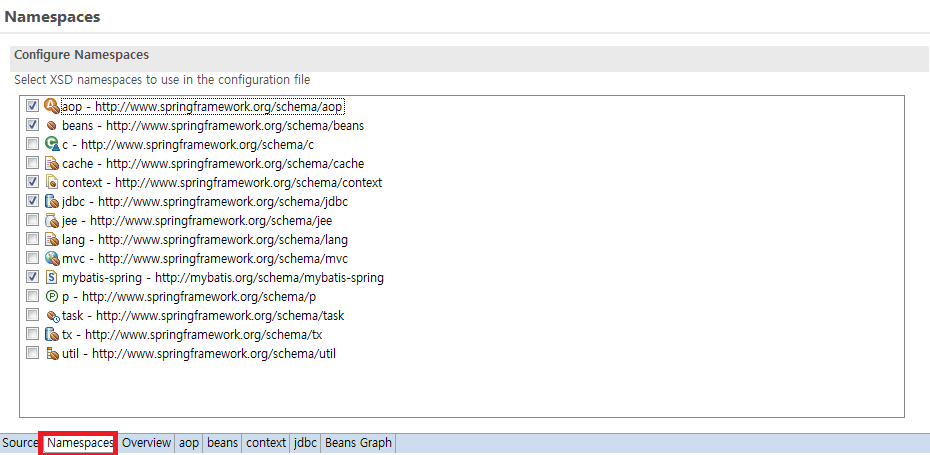 Namespaces
Configure Namespaces
Select XSD namespaces to use in the configuration file
aop - http://www.springframework.org/schema/aop
beans - http://www.springframework.org/schema/beans
c - http://www.springframework.org/schema/c
cache - http://www.springframework.org/schema/cache
context - http://www.springframework.org/schema/context
jdbc - http://www.springframework.org/schema/jdbc
jee - http://www.springframework.org/schema/jee
lang - http://www.springframework.org/schema/lang
mvc - http://www.springframework.org/schema/mvc
mybatis-spring - http://mybatis.org/schema/mybatis-spring
p - http://www.springframework.org/schema/p
task - http://www.springframework.org/schema/task
tx - http://www.springframework.org/schema/tx
util - http://www.springframework.org/schema/util
Source Namespaces Overview aop beans context jdbc Beans Graph